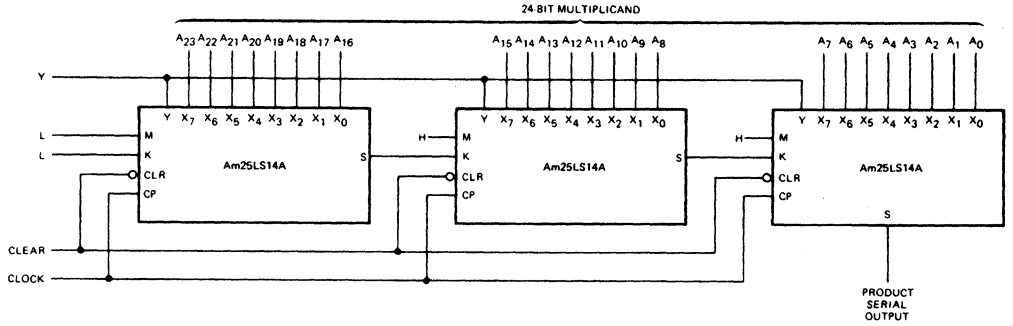 24-BIT MULTIPLICAND
A23 A22 A21 A20 A19 A18 A17 A16
A15 A14 A13 A12 A11 A10 A9 A8
A7 A6 A5 A4 A3 A2 A1 A0
Y
Y X7 X6 X5 X4 X3 X2 X1 X0
L M
L K
CLR
CP
Am25LS14A
S
Y X7 X6 X5 X4 X3 X2 X1 X0
H M
K
CLR
CP
Am25LS14A
S
Y X7 X6 X5 X4 X3 X2 X1 X0
H M
K
CLR
CP
Am25LS14A
S
CLEAR
CLOCK
PRODUCT
SERIAL
OUTPUT